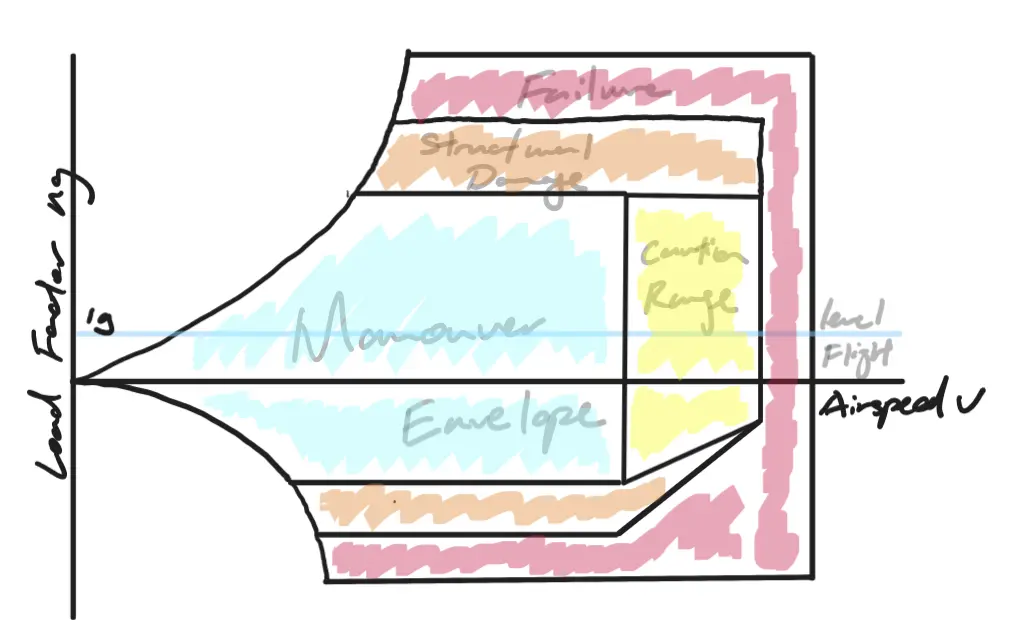 Failure
Structural
Damage
Caution
Range
Load Factor ng
1g
Manouver
Level
Flight
Envelope
Airspeed v